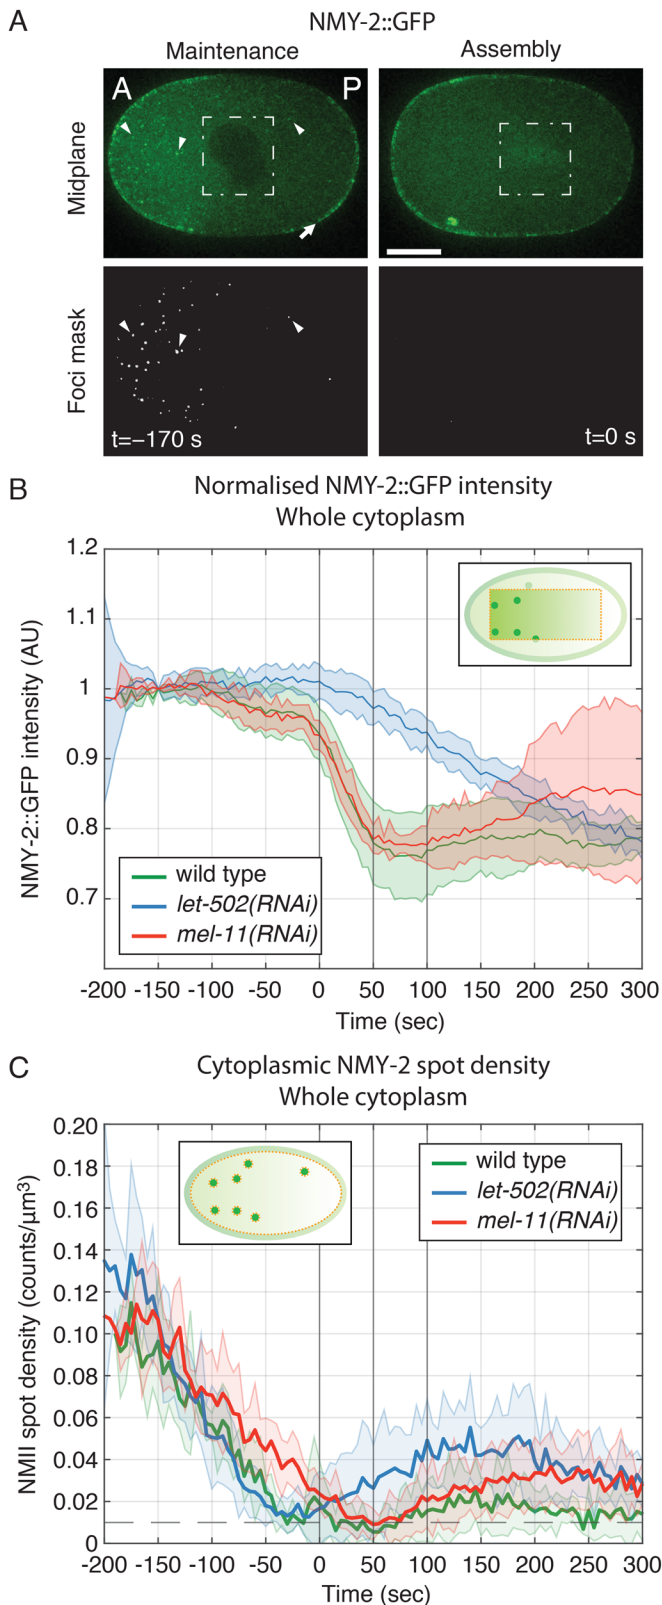 A
NMY-2::GFP
Maintenance
Assembly
Midplane
A
P
Foci mask
t=−170 s
t=0 s
B
Normalised NMY-2::GFP intensity
Whole cytoplasm
NMY-2::GFP intensity (AU)
1.2
1.1
1
0.9
0.8
0.7
wild type
let-502(RNAi)
mel-11(RNAi)
-200 -150 -100 -50 0 50 100 150 200 250 300
Time (sec)
C
Cytoplasmic NMY-2 spot density
Whole cytoplasm
NMII spot density (counts/µm³)
0.20
0.18
0.16
0.14
0.12
0.10
0.08
0.06
0.04
0.02
0
wild type
let-502(RNAi)
mel-11(RNAi)
-200 -150 -100 -50 0 50 100 150 200 250 300
Time (sec)